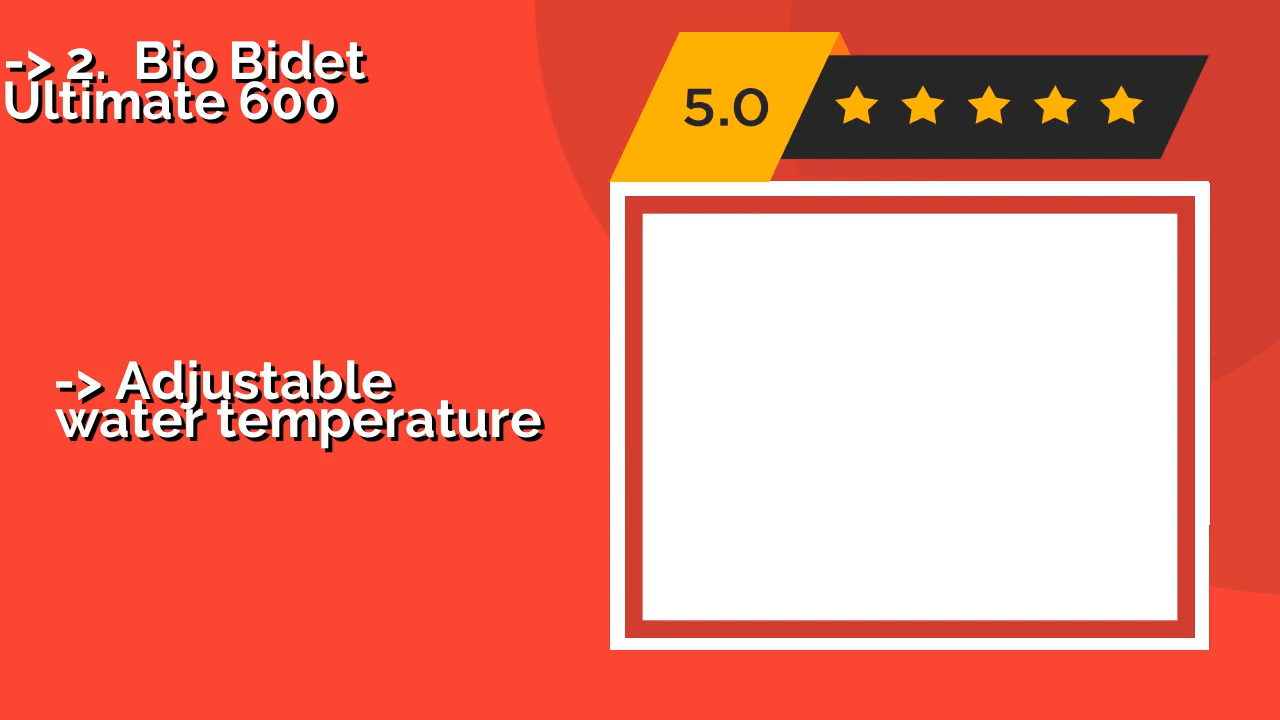 -> 2.  Bio Bidet
Ultimate 600
5.0
-> Adjustable
water temperature